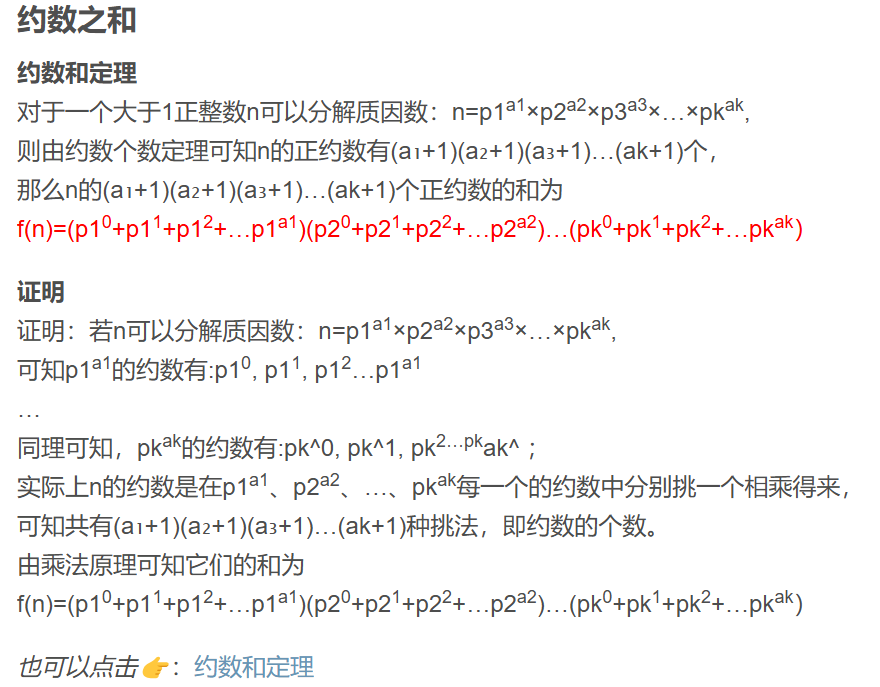 约数之和
约数和定理
对于一个大于1正整数n可以分解质因数：n=p1^a1×p2^a2×p3^a3×…×pk^ak,
则由约数个数定理可知n的正约数有(a₁+1)(a₂+1)(a₃+1)…(ak+1)个，
那么n的(a₁+1)(a₂+1)(a₃+1)…(ak+1)个正约数的和为
f(n)=(p1^0+p1^1+p1^2+…p1^a1)(p2^0+p2^1+p2^2+…p2^a2)…(pk^0+pk^1+pk^2+…pk^ak)
证明
证明：若n可以分解质因数：n=p1^a1×p2^a2×p3^a3×…×pk^ak,
可知p1^a1的约数有:p1^0, p1^1, p1^2…p1^a1
…
同理可知，pk^ak的约数有:pk^0, pk^1, pk^2…pkak^ ；
实际上n的约数是在p1^a1、p2^a2、…、pk^ak每一个的约数中分别挑一个相乘得来，
可知共有(a₁+1)(a₂+1)(a₃+1)…(ak+1)种挑法，即约数的个数。
由乘法原理可知它们的和为
f(n)=(p1^0+p1^1+p1^2+…p1^a1)(p2^0+p2^1+p2^2+…p2^a2)…(pk^0+pk^1+pk^2+…pk^ak)
也可以点击👉：约数和定理